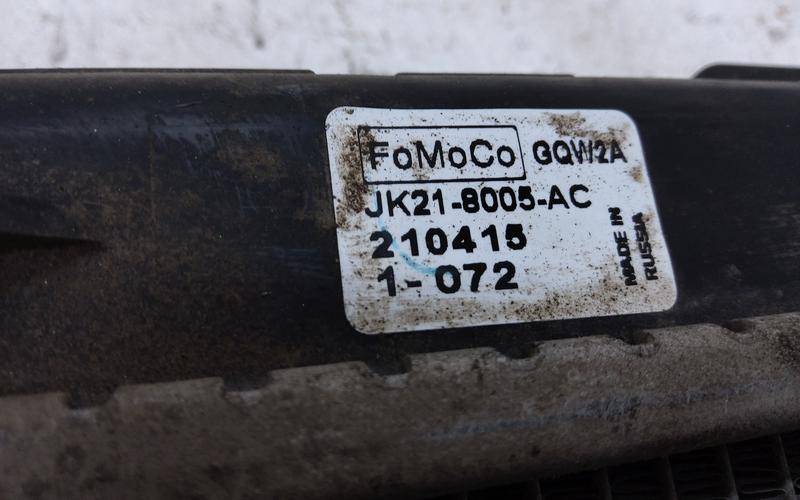 FoMoCo GQW2A
JK21-8005-AC
210415
1-072
MADE IN
RUSSIA